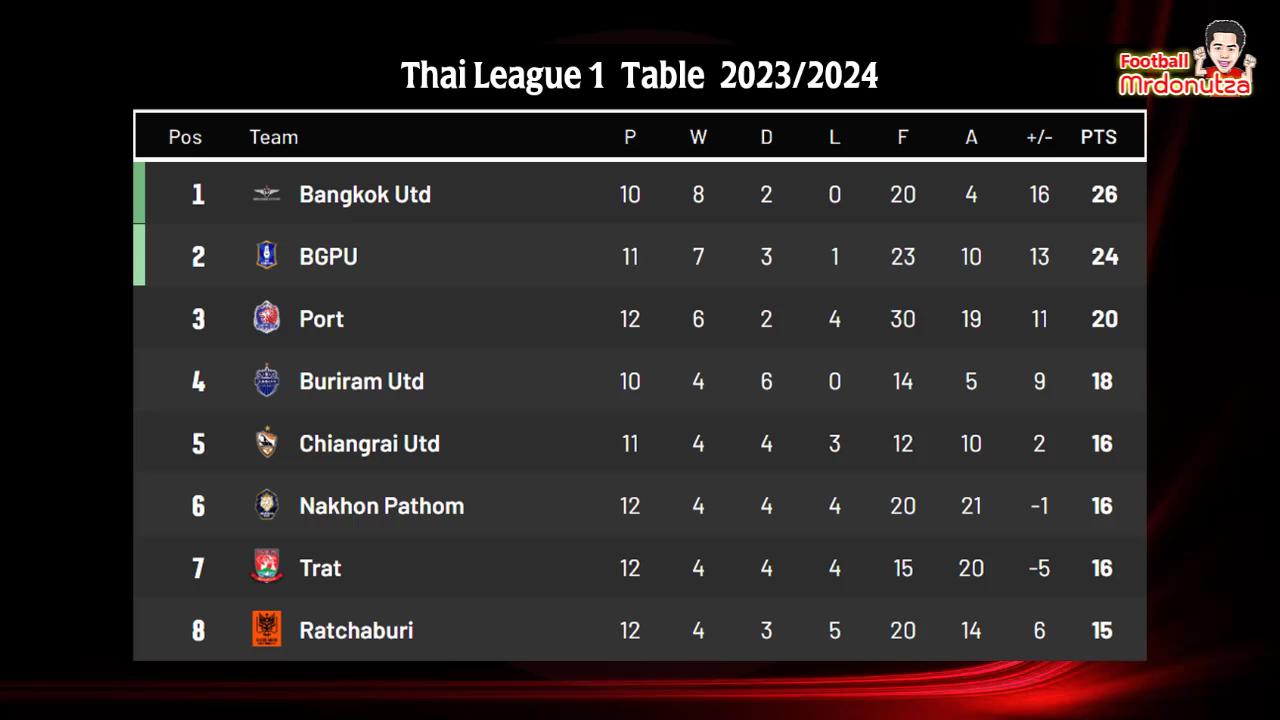 Thai League 1 Table 2023/2024
Football
Mrdonutza
Pos Team P W D L F A +/- PTS
1 Bangkok Utd 10 8 2 0 20 4 16 26
2 BGPU 11 7 3 1 23 10 13 24
3 Port 12 6 2 4 30 19 11 20
4 Buriram Utd 10 4 6 0 14 5 9 18
5 Chiangrai Utd 11 4 4 3 12 10 2 16
6 Nakhon Pathom 12 4 4 4 20 21 -1 16
7 Trat 12 4 4 4 15 20 -5 16
8 Ratchaburi 12 4 3 5 20 14 6 15